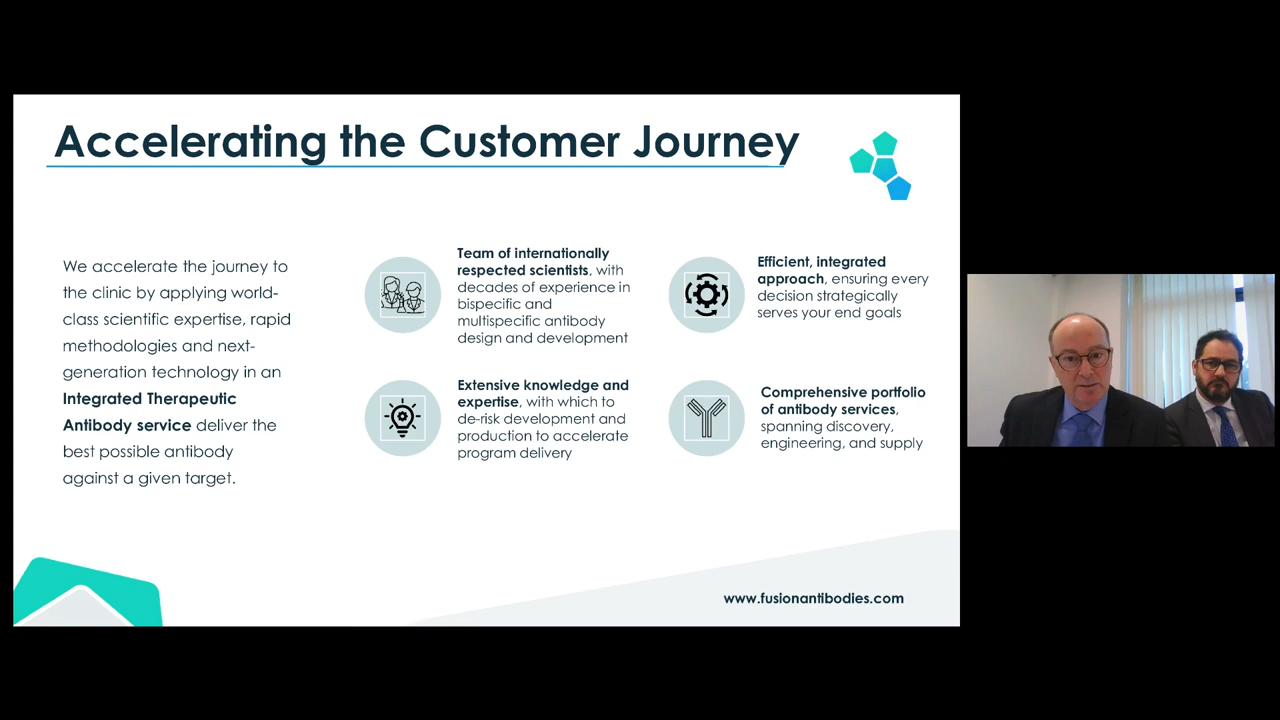 Accelerating the Customer Journey
We accelerate the journey to
the clinic by applying world-
class scientific expertise, rapid
methodologies and next-
generation technology in an
Integrated Therapeutic
Antibody service deliver the
best possible antibody
against a given target.
Team of internationally
respected scientists, with
decades of experience in
bispecific and
multispecific antibody
design and development
Extensive knowledge and
expertise, with which to
de-risk development and
production to accelerate
program delivery
Efficient, integrated
approach, ensuring every
decision strategically
serves your end goals
Comprehensive portfolio
of antibody services,
spanning discovery,
engineering, and supply
www.fusionantibodies.com